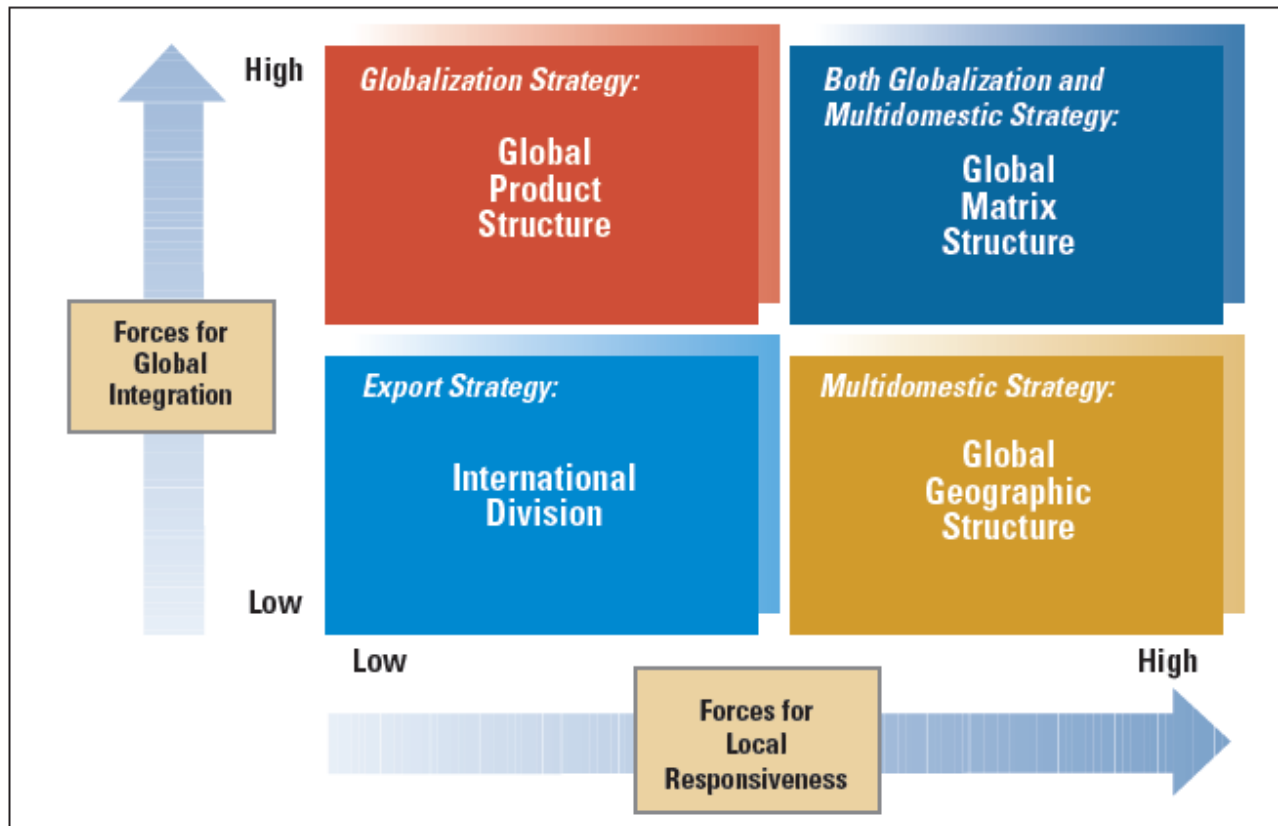 High
Globalization Strategy:
Global
Product
Structure
Both Globalization and
Multidomestic Strategy:
Global
Matrix
Structure
Forces for
Global
Integration
Export Strategy:
International
Division
Multidomestic Strategy:
Global
Geographic
Structure
Low
Low
High
Forces for
Local
Responsiveness